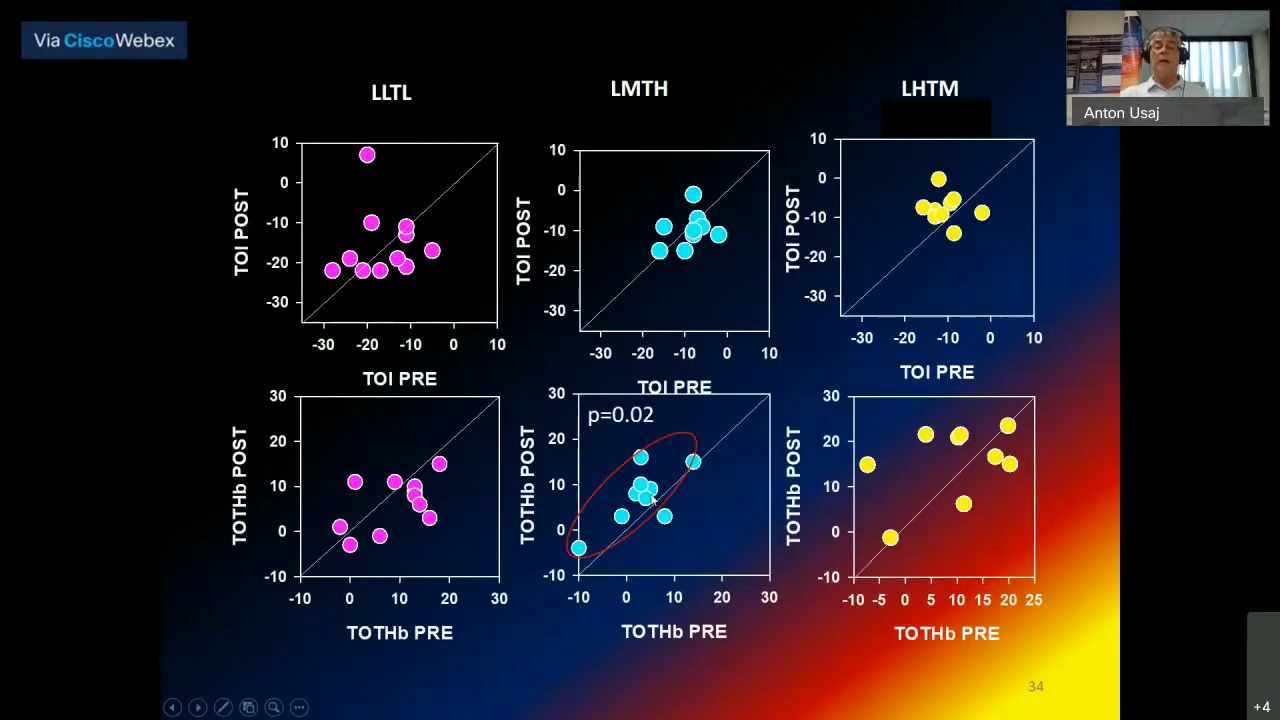 Via CiscoWebex
Anton Usaj
LLTL
LMTH
LHTM
10
0
-10
-20
-30
TOI POST
-30 -20 -10 0 10
TOI PRE
10
0
-10
-20
-30
TOI POST
-30 -20 -10 0 10
TOI PRE
10
0
-10
-20
-30
TOI POST
-30 -20 -10 0 10
TOI PRE
30
20
10
0
-10
TOTHb POST
-10 0 10 20 30
TOTHb PRE
p=0.02
30
20
10
0
-10
TOTHb POST
-10 0 10 20 30
TOTHb PRE
30
20
10
0
-10
TOTHb POST
-10 -5 0 5 10 15 20 25
TOTHb PRE
34
+4